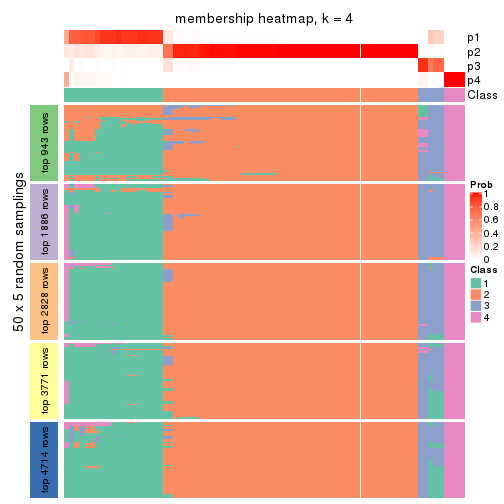 membership heatmap, k = 4
p1
p2
p3
p4
Class
50 x 5 random samplings
top 943 rows
top 1886 rows
top 2828 rows
top 3771 rows
top 4714 rows
Prob
1
0.8
0.6
0.4
0.2
0
Class
1
2
3
4